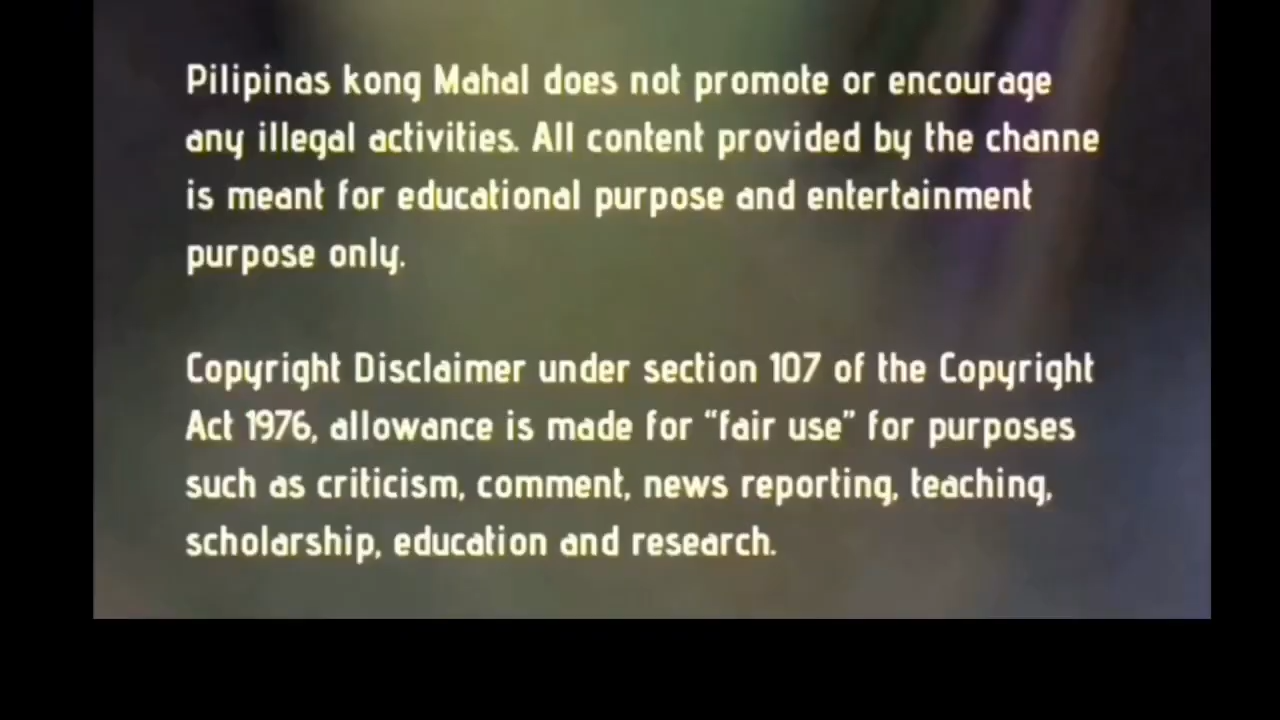 Pilipinas kong Mahal does not promote or encourage
any illegal activities. All content provided by the channe
is meant for educational purpose and entertainment
purpose only.
Copyright Disclaimer under section 107 of the Copyright
Act 1976, allowance is made for “fair use” for purposes
such as criticism, comment, news reporting, teaching,
scholarship, education and research.